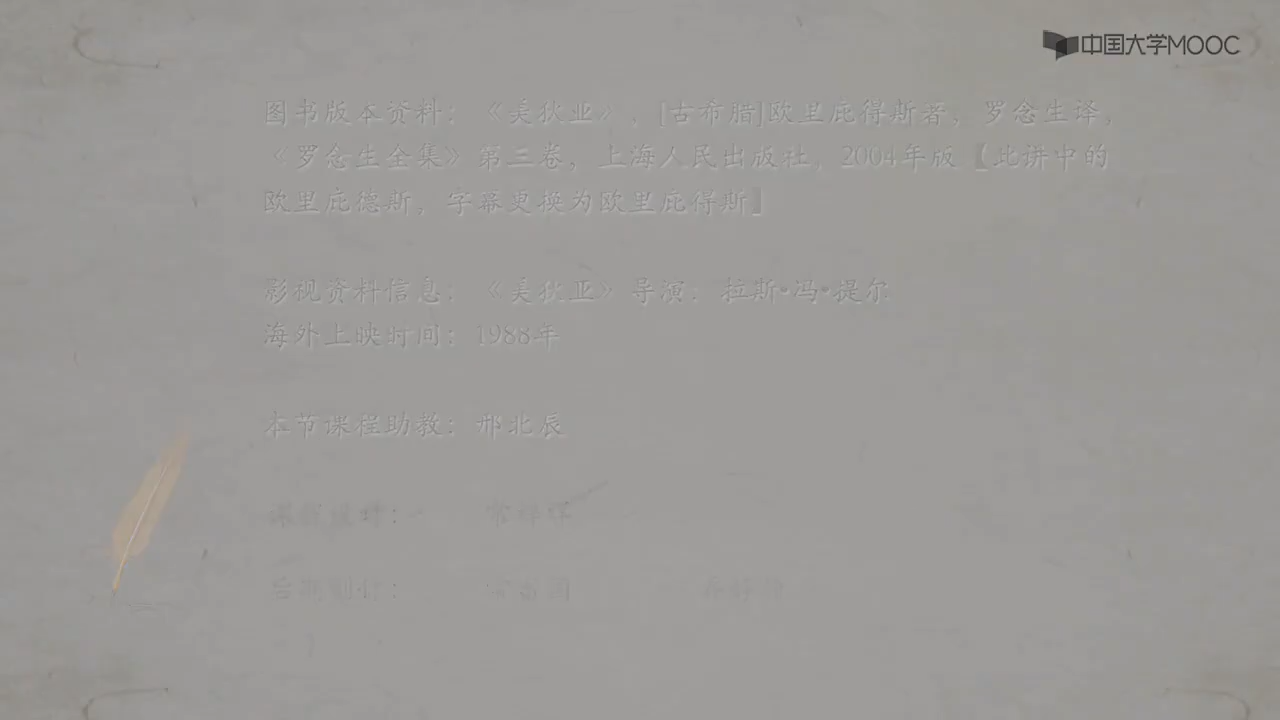 中国大学MOOC
图书版本资料：《美狄亚》，[古希腊]欧里庇得斯著，罗念生译，
《罗念生全集》第三卷，上海人民出版社，2004年版【此讲中的
欧里庇德斯，字幕更换为欧里庇得斯】
影视资料信息：《美狄亚》导演：拉斯•冯•提尔
海外上映时间：1988年
本节课程助教：邢北辰